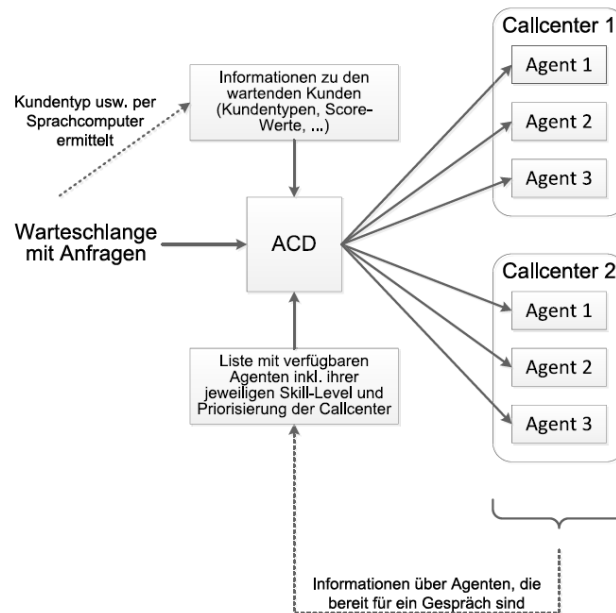 Callcenter 1
Agent 1
Agent 2
Agent 3
Informationen zu den
wartenden Kunden
(Kundentypen, Score-
Werte, ...)
Kundentyp usw. per
Sprachcomputer
ermittelt
Warteschlange
mit Anfragen
ACD
Callcenter 2
Agent 1
Agent 2
Agent 3
Liste mit verfügbaren
Agenten inkl. ihrer
jeweiligen Skill-Level und
Priorisierung der Callcenter
Informationen über Agenten, die
bereit für ein Gespräch sind